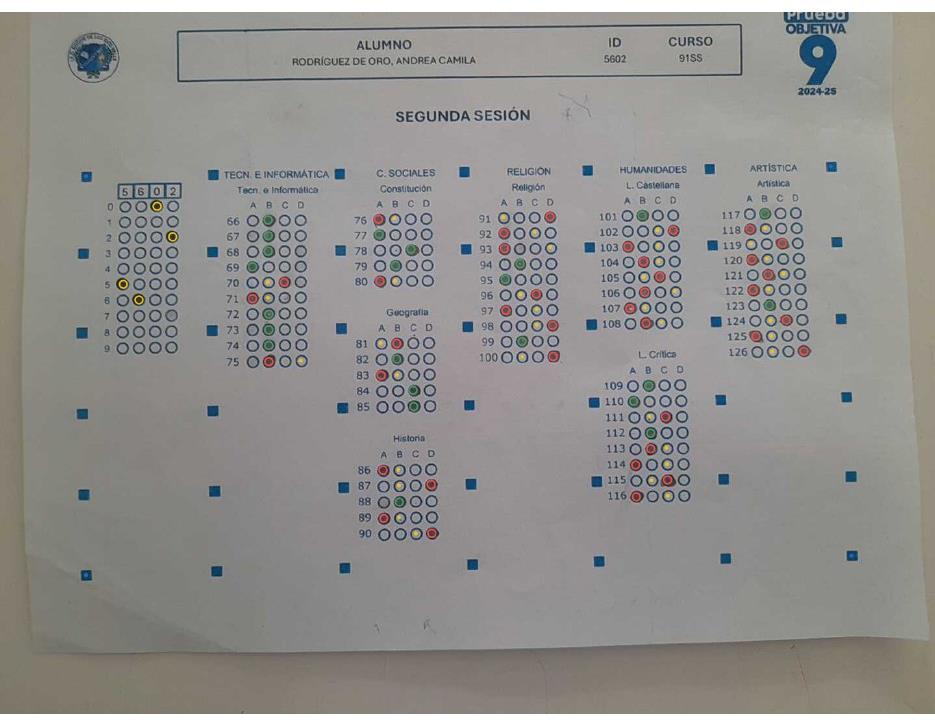 Prueba
OBJETIVA
9
2024-25
ALUMNO ID CURSO
RODRÍGUEZ DE ORO, ANDREA CAMILA 5602 91SS
SEGUNDA SESIÓN
5 6 0 2
0
1
2
3
4
5
6
7
8
9
TECN. E INFORMÁTICA
Tecn. e Informática
A B C D
66
67
68
69
70
71
72
73
74
75
C. SOCIALES
Constitución
A B C D
76
77
78
79
80
Geografia
A B C D
81
82
83
84
85
Historia
A B C D
86
87
88
89
90
RELIGIÓN
Religión
A B C D
91
92
93
94
95
96
97
98
99
100
HUMANIDADES
L. Castellana
A B C D
101
102
103
104
105
106
107
108
L. Crítica
A B C D
109
110
111
112
113
114
115
116
ARTÍSTICA
Artística
A B C D
117
118
119
120
121
122
123
124
125
126